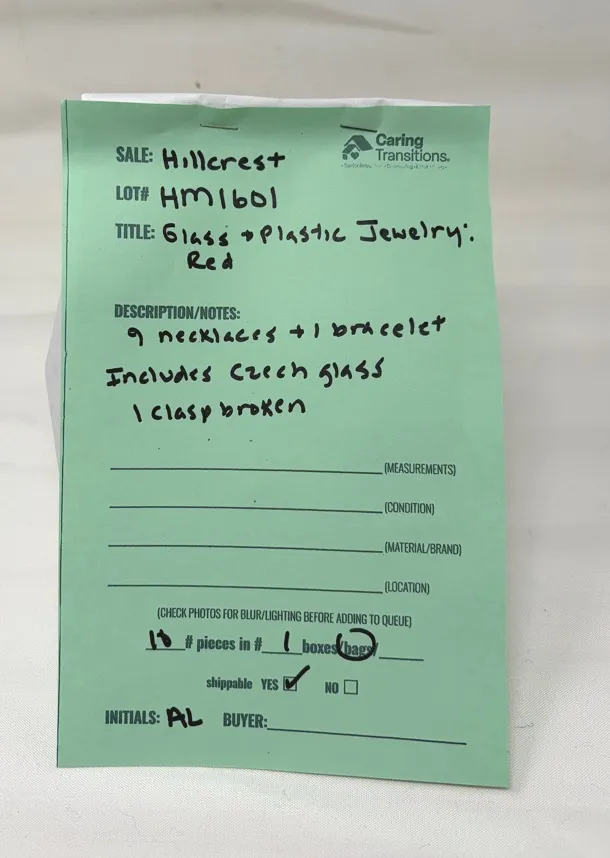 Caring
Transitions®
SALE: Hillcrest
LOT# HM1601
TITLE: Glass + Plastic Jewelry:
Red
DESCRIPTION/NOTES:
9 necklaces + 1 bracelet
Includes Czech glass
1 clasp broken
(MEASUREMENTS)
(CONDITION)
(MATERIAL/BRAND)
(LOCATION)
(CHECK PHOTOS FOR BLUR/LIGHTING BEFORE ADDING TO QUEUE)
10 # pieces in # 1 boxes/bags/
shippable YES ☑ NO ☐
INITIALS: AL BUYER: